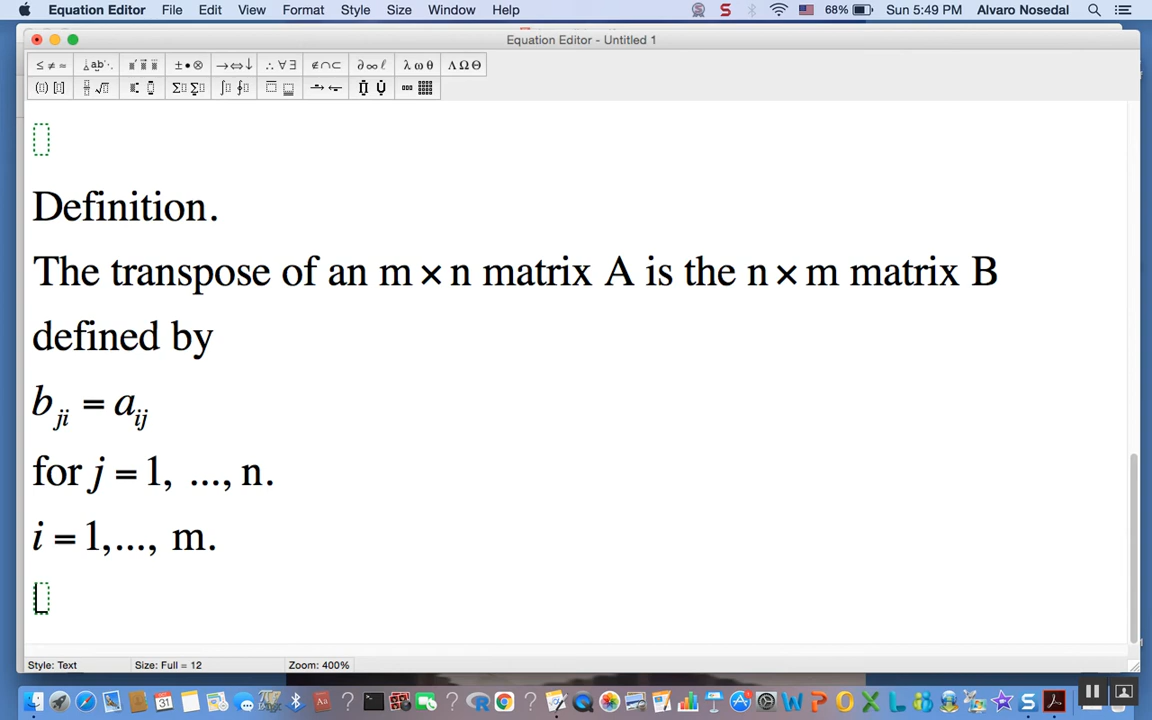 Equation Editor File Edit View Format Style Size Window Help 68% Sun 5:49 PM Alvaro Nosedal
Equation Editor - Untitled 1
Definition.
The transpose of an m × n matrix A is the n × m matrix B
defined by
b_ji = a_ij
for j = 1, ..., n.
i = 1,..., m.
Style: Text Size: Full = 12 Zoom: 400%